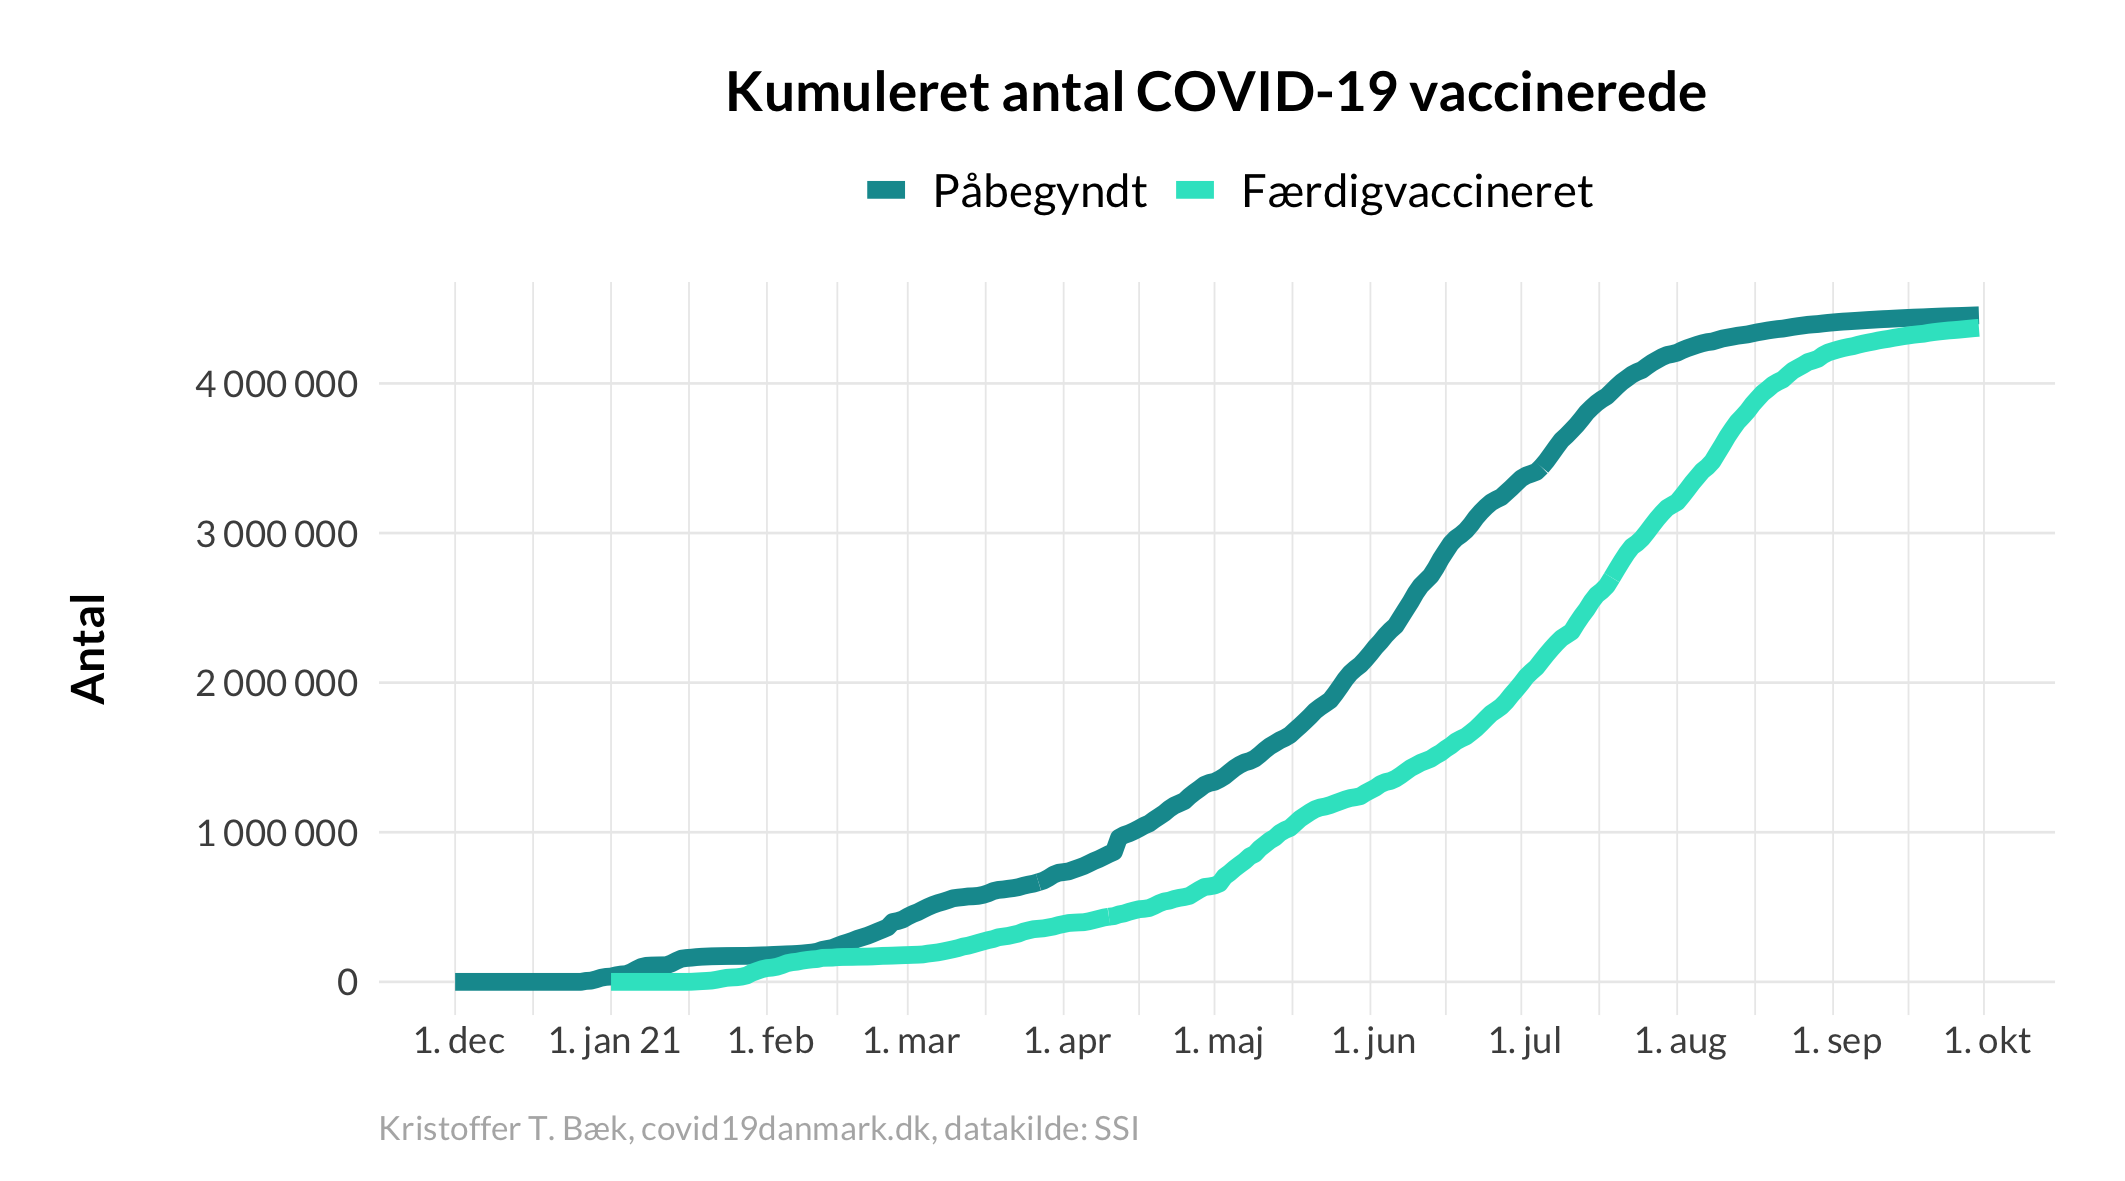 Kumuleret antal COVID-19 vaccinerede
Påbegyndt Færdigvaccineret
Antal
4 000 000
3 000 000
2 000 000
1 000 000
0
1. dec 1. jan 21 1. feb 1. mar 1. apr 1. maj 1. jun 1. jul 1. aug 1. sep 1. okt
Kristoffer T. Bæk, covid19danmark.dk, datakilde: SSI